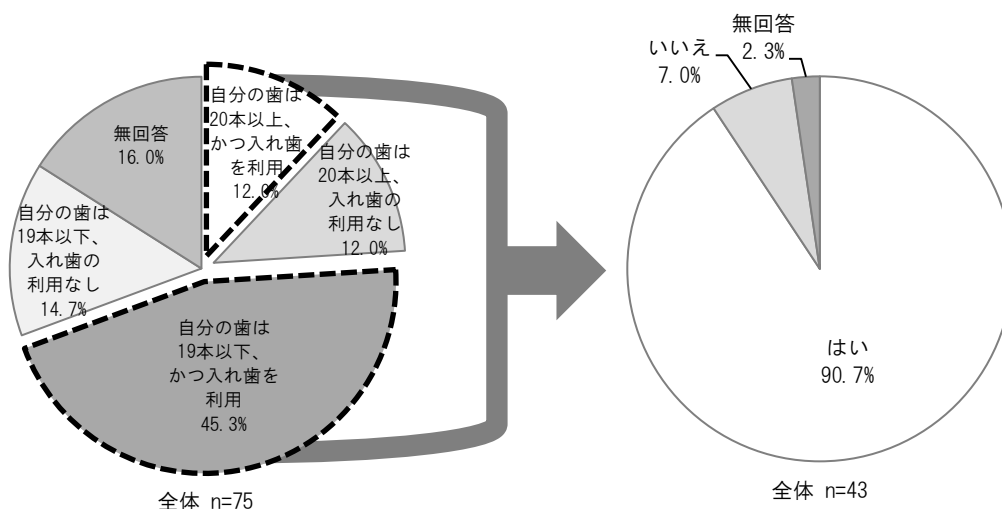 自分の歯は
20本以上、
かつ入れ歯
を利用
12.0%
自分の歯は
20本以上、
入れ歯の
利用なし
12.0%
自分の歯は
19本以下、
かつ入れ歯を
利用
45.3%
自分の歯は
19本以下、
入れ歯の
利用なし
14.7%
無回答
16.0%
全体 n=75
無回答
2.3%
いいえ
7.0%
はい
90.7%
全体 n=43